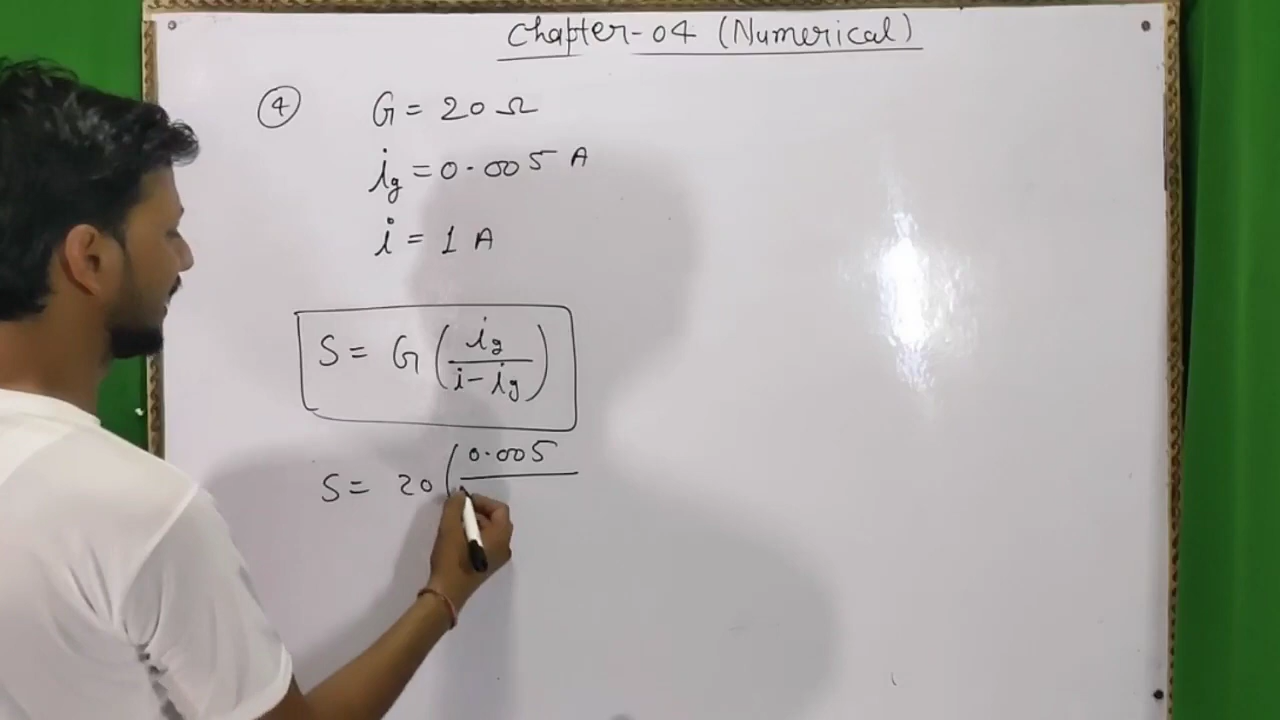 Chapter-04 (Numerical)
④ G = 20 Ω
ig = 0.005 A
i = 1 A
S = G (ig / i - ig)
S = 20 (0.005